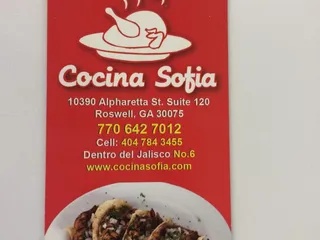 Cocina Sofia
10390 Alpharetta St. Suite 120
Roswell, GA 30075
770 642 7012
Cell: 404 784 3455
Dentro del Jalisco No.6
www.cocinasofia.com